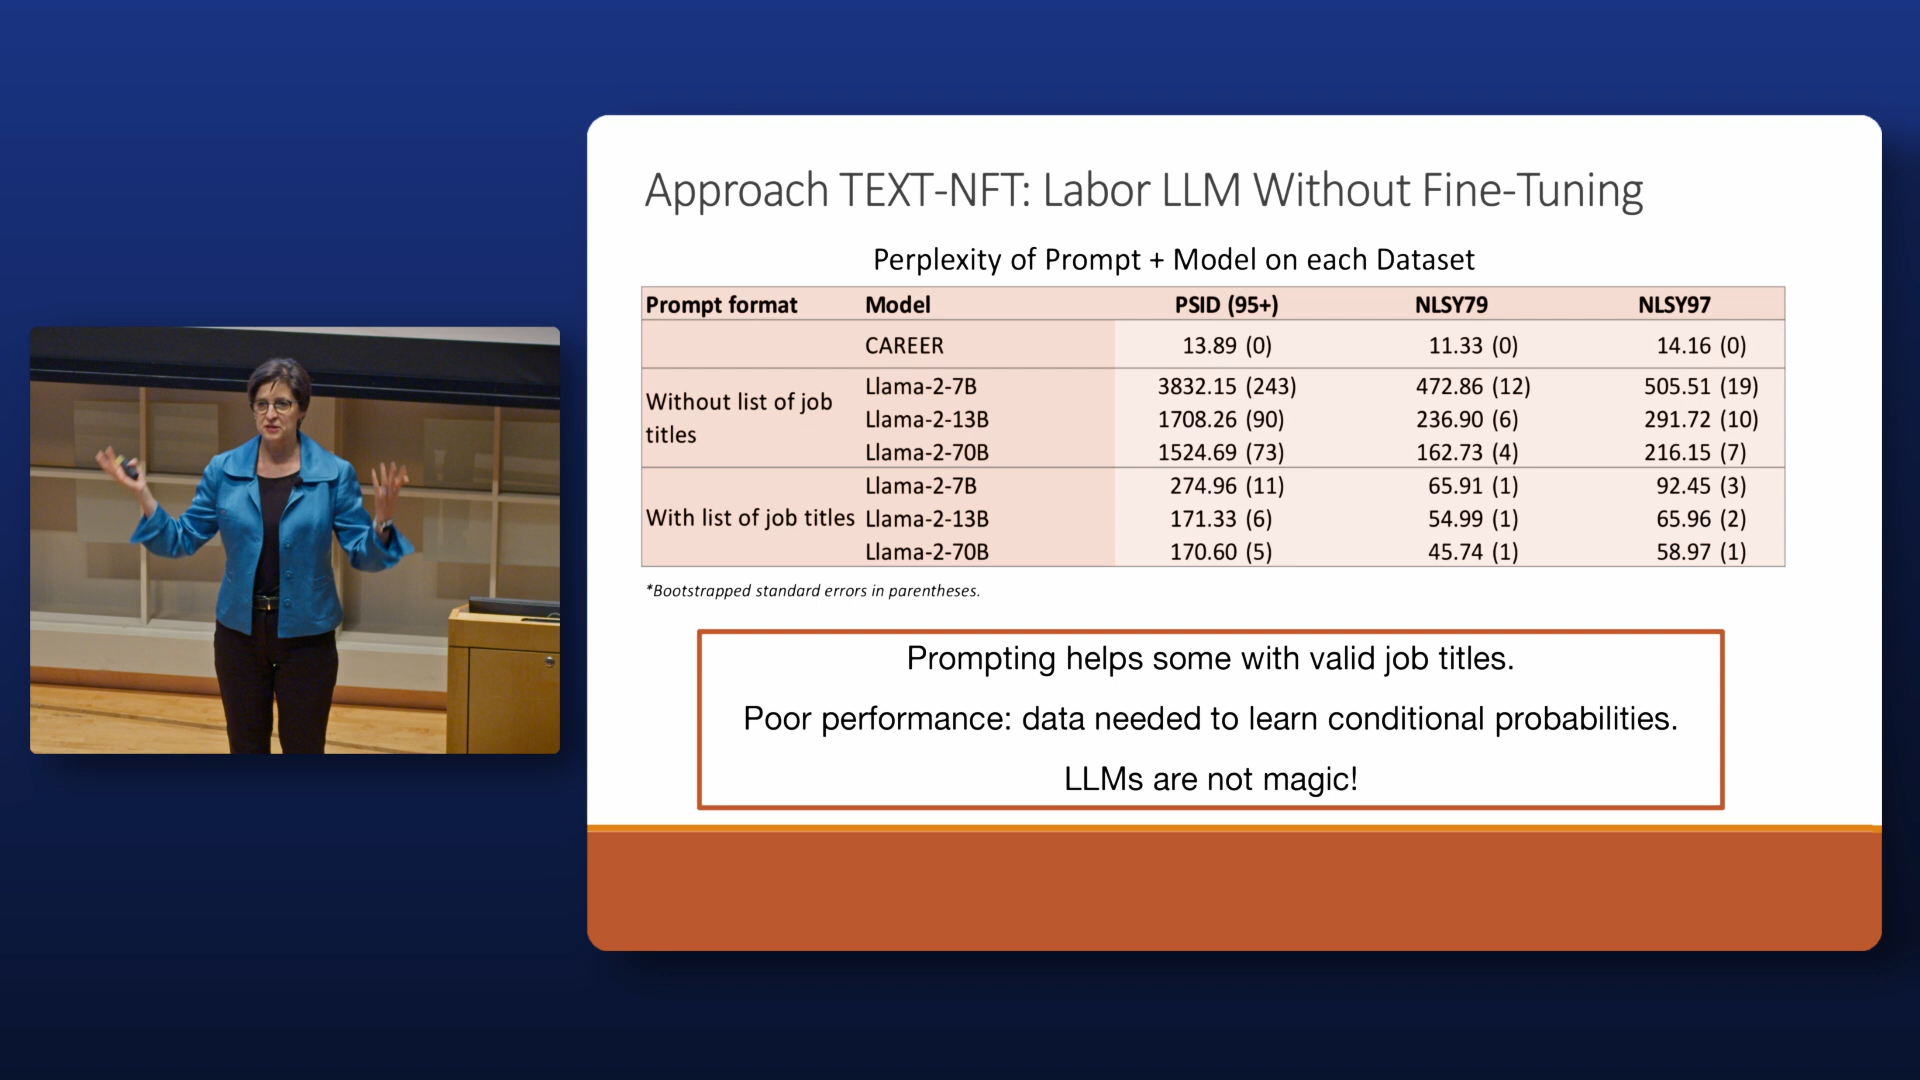 Approach TEXT-NFT: Labor LLM Without Fine-Tuning
Perplexity of Prompt + Model on each Dataset
Prompt format Model PSID (95+) NLSY79 NLSY97
CAREER 13.89 (0) 11.33 (0) 14.16 (0)
Without list of job
titles
Llama-2-7B 3832.15 (243) 472.86 (12) 505.51 (19)
Llama-2-13B 1708.26 (90) 236.90 (6) 291.72 (10)
Llama-2-70B 1524.69 (73) 162.73 (4) 216.15 (7)
With list of job titles
Llama-2-7B 274.96 (11) 65.91 (1) 92.45 (3)
Llama-2-13B 171.33 (6) 54.99 (1) 65.96 (2)
Llama-2-70B 170.60 (5) 45.74 (1) 58.97 (1)
*Bootstrapped standard errors in parentheses.
Prompting helps some with valid job titles.
Poor performance: data needed to learn conditional probabilities.
LLMs are not magic!